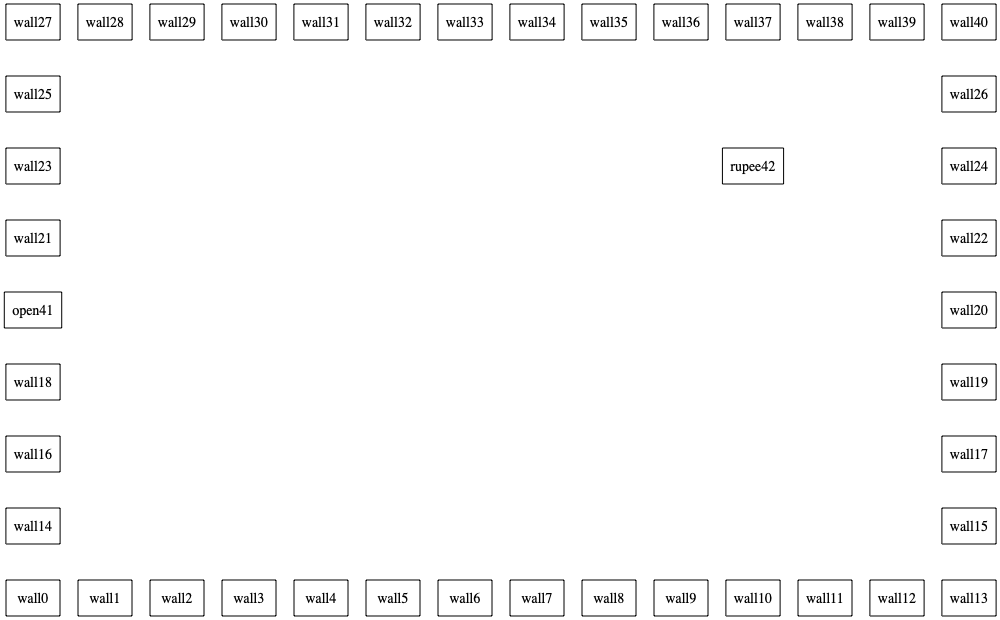 wall27 wall28 wall29 wall30 wall31 wall32 wall33 wall34 wall35 wall36 wall37 wall38 wall39 wall40
wall25 wall26
wall23 rupee42 wall24
wall21 wall22
open41 wall20
wall18 wall19
wall16 wall17
wall14 wall15
wall0 wall1 wall2 wall3 wall4 wall5 wall6 wall7 wall8 wall9 wall10 wall11 wall12 wall13